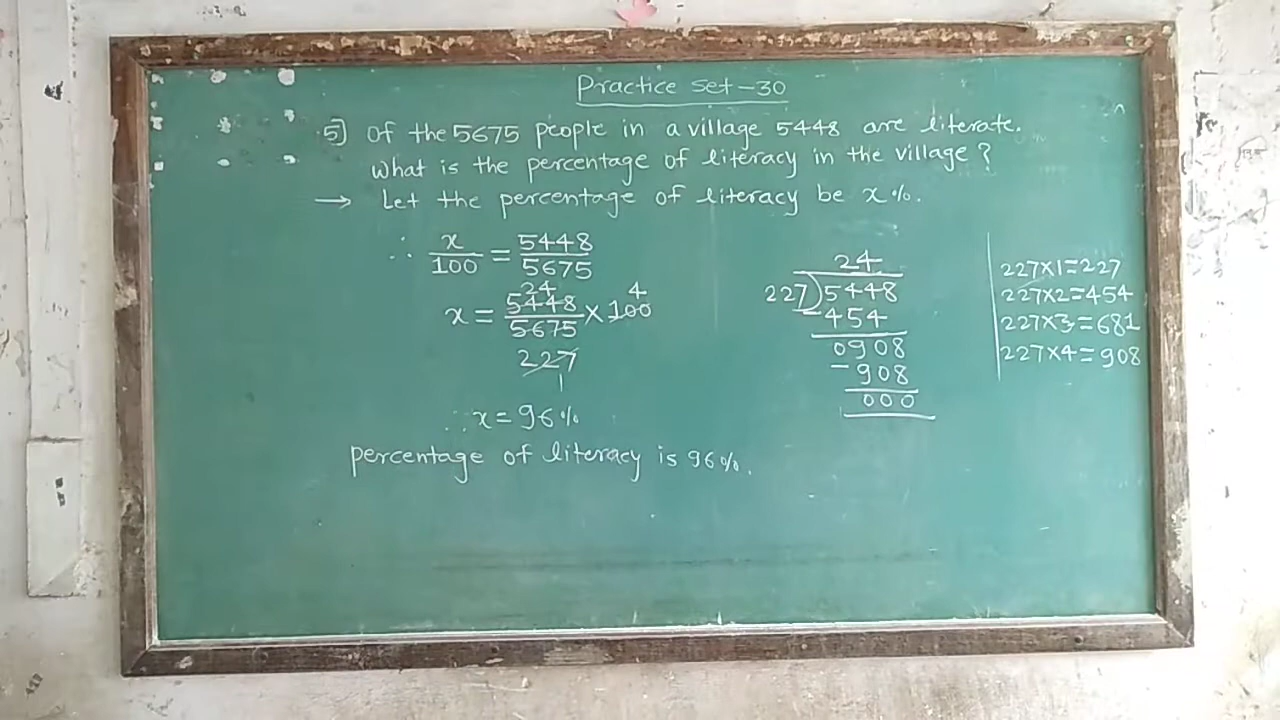 Practice Set-30
5] Of the 5675 people in a village 5448 are literate.
What is the percentage of literacy in the village?
→ Let the percentage of literacy be x%.
∴ x/100 = 5448/5675
24 4
x = 5448/5675 × 100
227
1
∴ x = 96%
percentage of literacy is 96%.
24
227)5448
-454
0908
-908
000
227×1=227
227×2=454
227×3=681
227×4=908